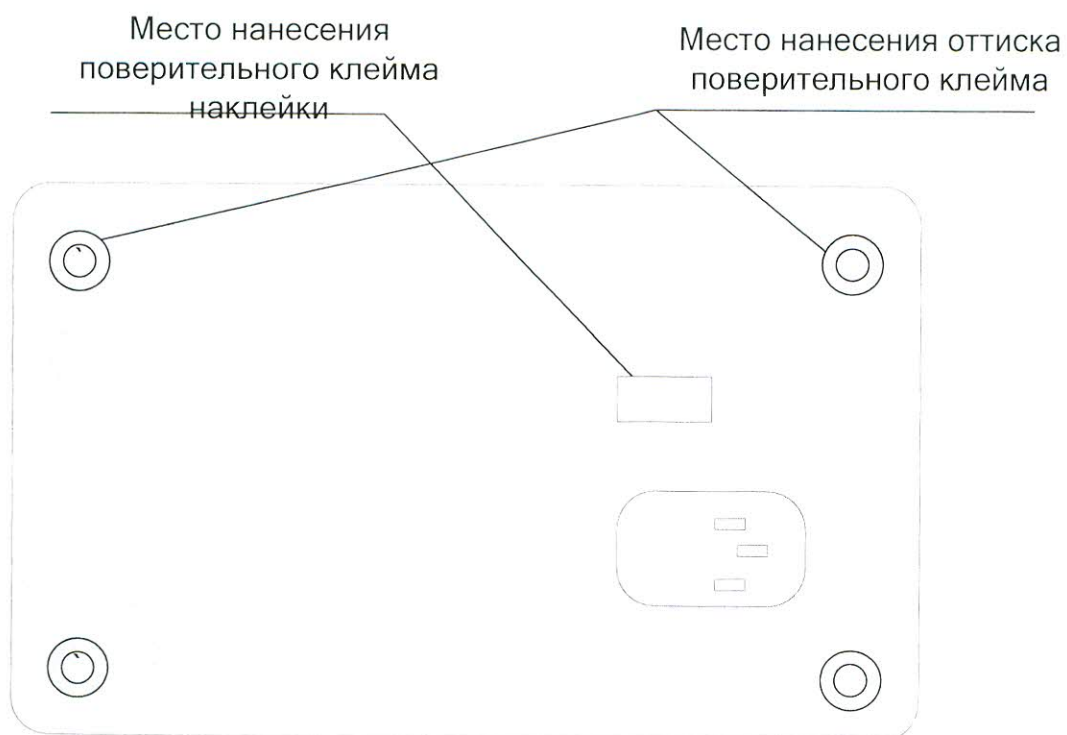 Место нанесения
поверительного клейма
наклейки
Место нанесения оттиска
поверительного клейма